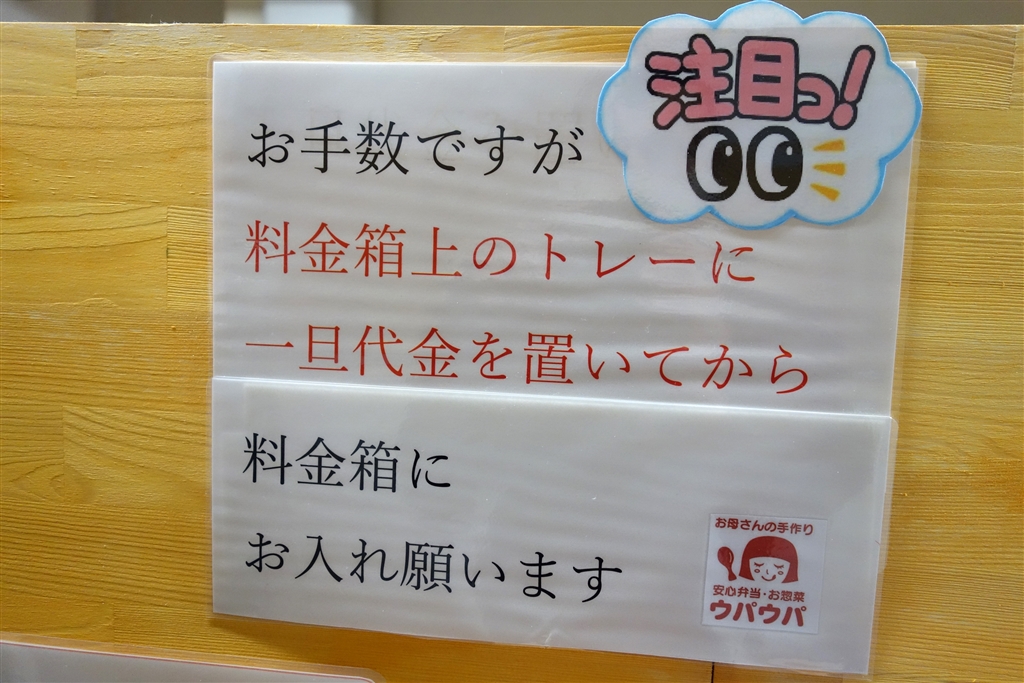 注目っ!
お手数ですが
料金箱上のトレーに
一旦代金を置いてから
料金箱に
お入れ願います
お母さんの手作り
安心弁当・お惣菜
ウパウパ